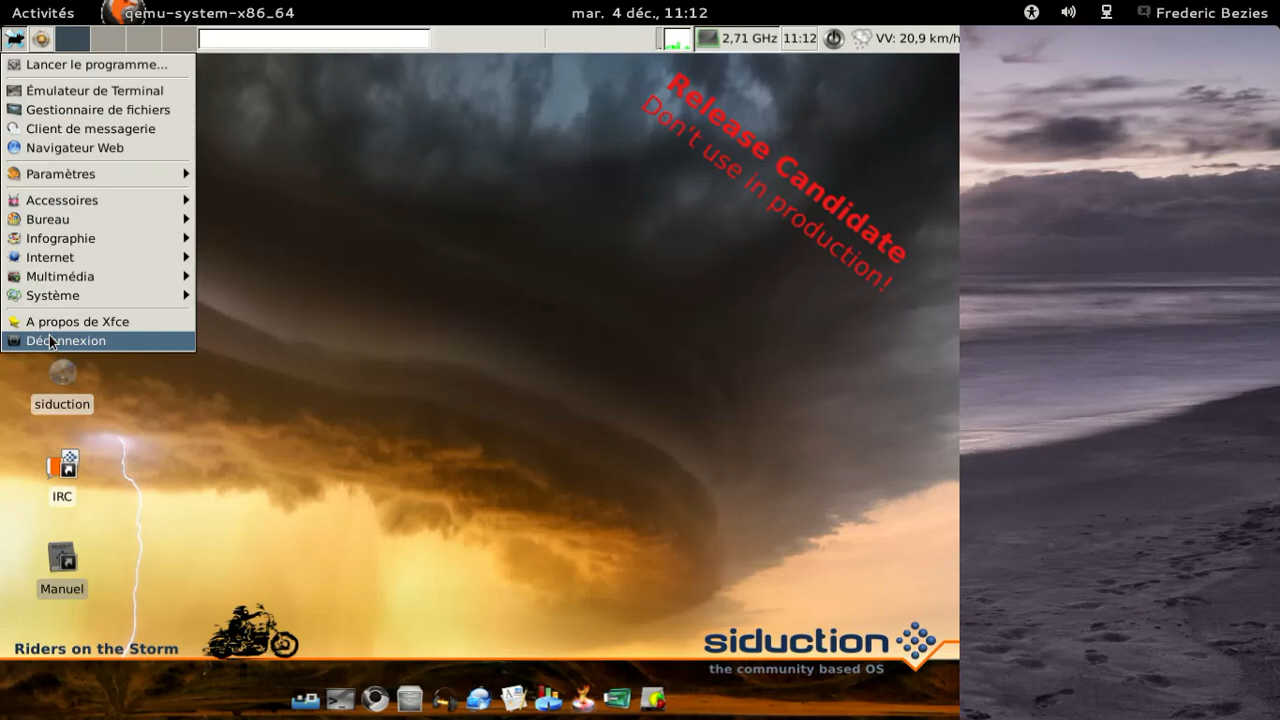 Activités
qemu-system-x86_64
mar. 4 déc., 11:12
Frederic Bezies
2,71 GHz
11:12
VV: 20,9 km/h
Lancer le programme...
Émulateur de Terminal
Gestionnaire de fichiers
Client de messagerie
Navigateur Web
Paramètres
Accessoires
Bureau
Infographie
Internet
Multimédia
Système
A propos de Xfce
Déconnexion
Release Candidate
Don't use in production!
siduction
IRC
Manuel
Riders on the Storm
siduction
the community based OS